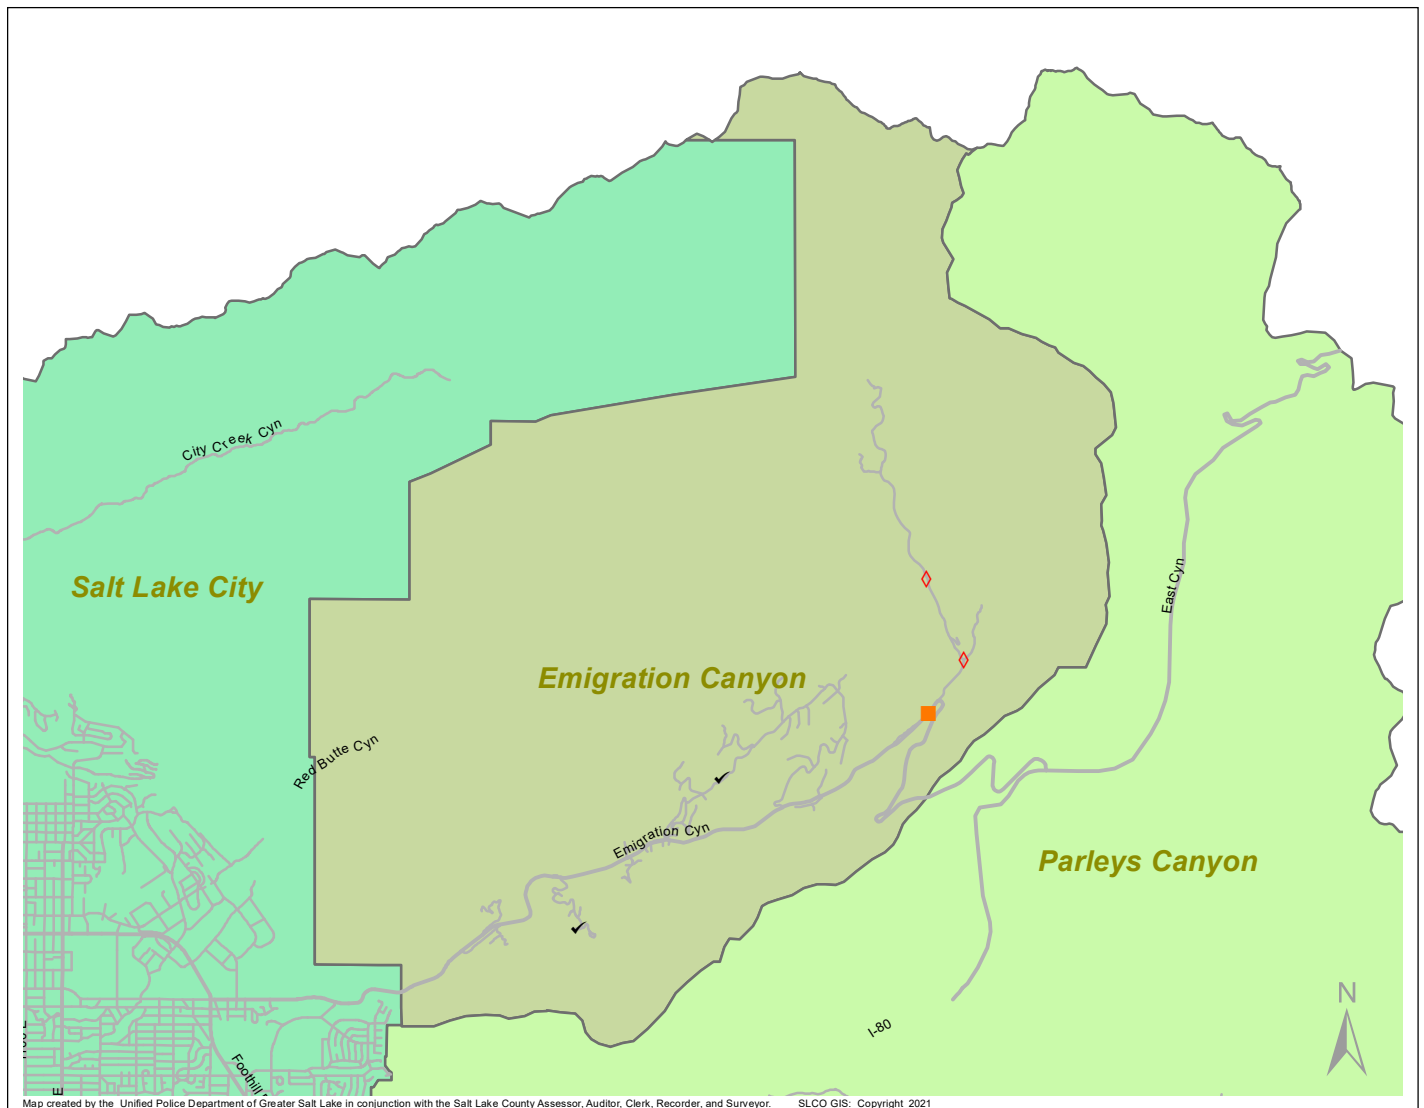 City Creek Cyn
Salt Lake City
East Cyn
Emigration Canyon
Red Butte Cyn
Emigration Cyn
Parleys Canyon
N
I-80
Foothill
E
Map created by the Unified Police Department of Greater Salt Lake in conjunction with the Salt Lake County Assessor, Auditor, Clerk, Recorder, and Surveyor. SLCO GIS: Copyright 2021